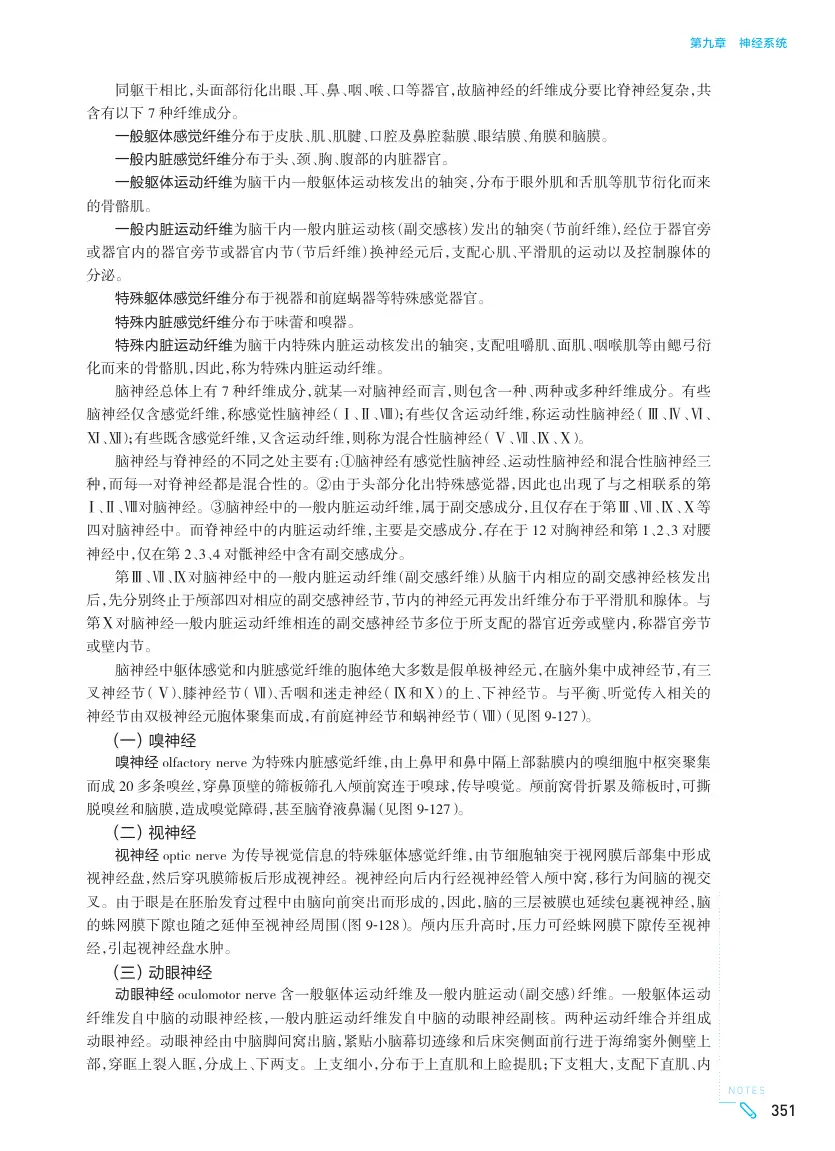 第九章 神经系统
同躯干相比,头面部衍化出眼、耳、鼻、咽、喉、口等器官,故脑神经的纤维成分要比脊神经复杂,共
含有以下 7 种纤维成分。
一般躯体感觉纤维分布于皮肤、肌、肌腱、口腔及鼻腔黏膜、眼结膜、角膜和脑膜。
一般内脏感觉纤维分布于头、颈、胸、腹部的内脏器官。
一般躯体运动纤维为脑干内一般躯体运动核发出的轴突,分布于眼外肌和舌肌等肌节衍化而来
的骨骼肌。
一般内脏运动纤维为脑干内一般内脏运动核(副交感核)发出的轴突(节前纤维),经位于器官旁
或器官内的器官旁节或器官内节(节后纤维)换神经元后,支配心肌、平滑肌的运动以及控制腺体的
分泌。
特殊躯体感觉纤维分布于视器和前庭蜗器等特殊感觉器官。
特殊内脏感觉纤维分布于味蕾和嗅器。
特殊内脏运动纤维为脑干内特殊内脏运动核发出的轴突,支配咀嚼肌、面肌、咽喉肌等由鳃弓衍
化而来的骨骼肌,因此,称为特殊内脏运动纤维。
脑神经总体上有 7 种纤维成分,就某一对脑神经而言,则包含一种、两种或多种纤维成分。有些
脑神经仅含感觉纤维,称感觉性脑神经(Ⅰ、Ⅱ、Ⅷ);有些仅含运动纤维,称运动性脑神经(Ⅲ、Ⅳ、Ⅵ、
Ⅺ、Ⅻ);有些既含感觉纤维,又含运动纤维,则称为混合性脑神经(Ⅴ、Ⅶ、Ⅸ、Ⅹ)。
脑神经与脊神经的不同之处主要有:①脑神经有感觉性脑神经、运动性脑神经和混合性脑神经三
种,而每一对脊神经都是混合性的。②由于头部分化出特殊感觉器,因此也出现了与之相联系的第
Ⅰ、Ⅱ、Ⅷ对脑神经。③脑神经中的一般内脏运动纤维,属于副交感成分,且仅存在于第Ⅲ、Ⅶ、Ⅸ、Ⅹ等
四对脑神经中。而脊神经中的内脏运动纤维,主要是交感成分,存在于 12 对胸神经和第 1、2、3 对腰
神经中,仅在第 2、3、4 对骶神经中含有副交感成分。
第Ⅲ、Ⅶ、Ⅸ对脑神经中的一般内脏运动纤维(副交感纤维)从脑干内相应的副交感神经核发出
后,先分别终止于颅部四对相应的副交感神经节,节内的神经元再发出纤维分布于平滑肌和腺体。与
第Ⅹ对脑神经一般内脏运动纤维相连的副交感神经节多位于所支配的器官近旁或壁内,称器官旁节
或壁内节。
脑神经中躯体感觉和内脏感觉纤维的胞体绝大多数是假单极神经元,在脑外集中成神经节,有三
叉神经节(Ⅴ)、膝神经节(Ⅶ)、舌咽和迷走神经(Ⅸ和Ⅹ)的上、下神经节。与平衡、听觉传入相关的
神经节由双极神经元胞体聚集而成,有前庭神经节和蜗神经节(Ⅷ)(见图 9-127)。
(一) 嗅神经
嗅神经 olfactory nerve 为特殊内脏感觉纤维,由上鼻甲和鼻中隔上部黏膜内的嗅细胞中枢突聚集
而成 20 多条嗅丝,穿鼻顶壁的筛板筛孔入颅前窝连于嗅球,传导嗅觉。颅前窝骨折累及筛板时,可撕
脱嗅丝和脑膜,造成嗅觉障碍,甚至脑脊液鼻漏(见图 9-127)。
(二) 视神经
视神经 optic nerve 为传导视觉信息的特殊躯体感觉纤维,由节细胞轴突于视网膜后部集中形成
视神经盘,然后穿巩膜筛板后形成视神经。视神经向后内行经视神经管入颅中窝,移行为间脑的视交
叉。由于眼是在胚胎发育过程中由脑向前突出而形成的,因此,脑的三层被膜也延续包裹视神经,脑
的蛛网膜下隙也随之延伸至视神经周围(图 9-128)。颅内压升高时,压力可经蛛网膜下隙传至视神
经,引起视神经盘水肿。
(三) 动眼神经
动眼神经 oculomotor nerve 含一般躯体运动纤维及一般内脏运动(副交感)纤维。一般躯体运动
纤维发自中脑的动眼神经核,一般内脏运动纤维发自中脑的动眼神经副核。两种运动纤维合并组成
动眼神经。动眼神经由中脑脚间窝出脑,紧贴小脑幕切迹缘和后床突侧面前行进于海绵窦外侧壁上
部,穿眶上裂入眶,分成上、下两支。上支细小,分布于上直肌和上睑提肌;下支粗大,支配下直肌、内
NOTES
351